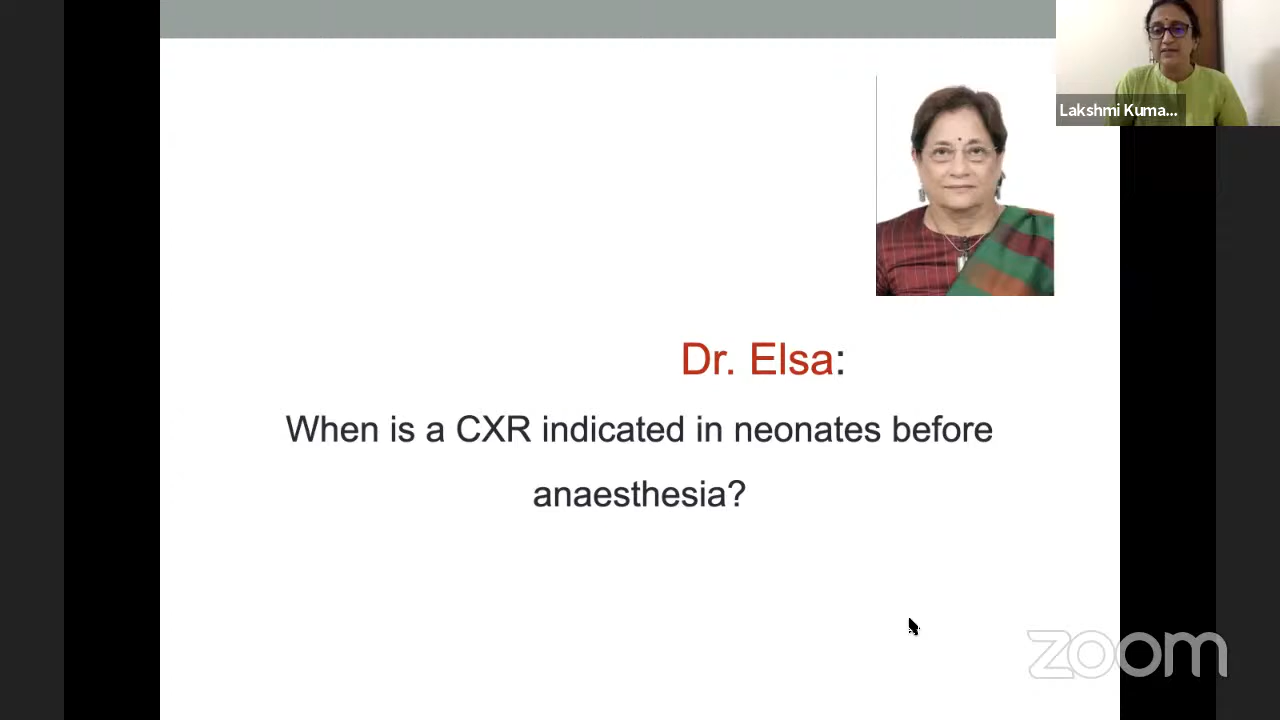 Lakshmi Kuma...
Dr. Elsa:
When is a CXR indicated in neonates before
anaesthesia?
zoom